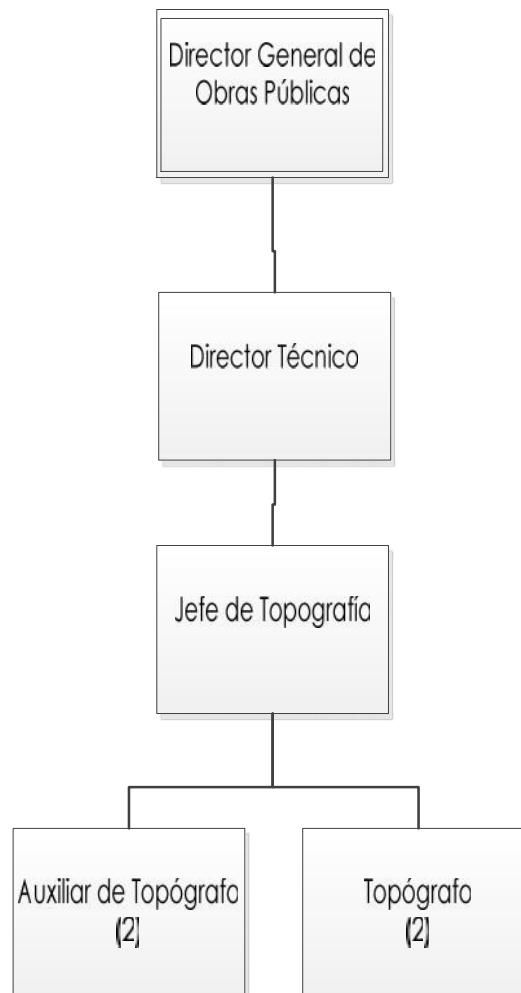 Director General de
Obras Públicas
Director Técnico
Jefe de Topografía
Auxiliar de Topógrafo
(2)
Topógrafo
(2)